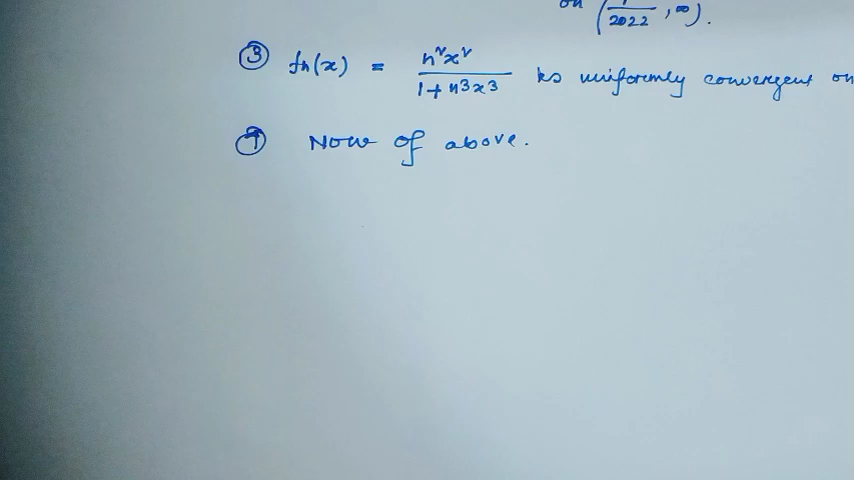 on (1/2022, ∞).
③ fn(x) = n²x² / 1 + n³x³ is uniformly convergent on
④ None of above.